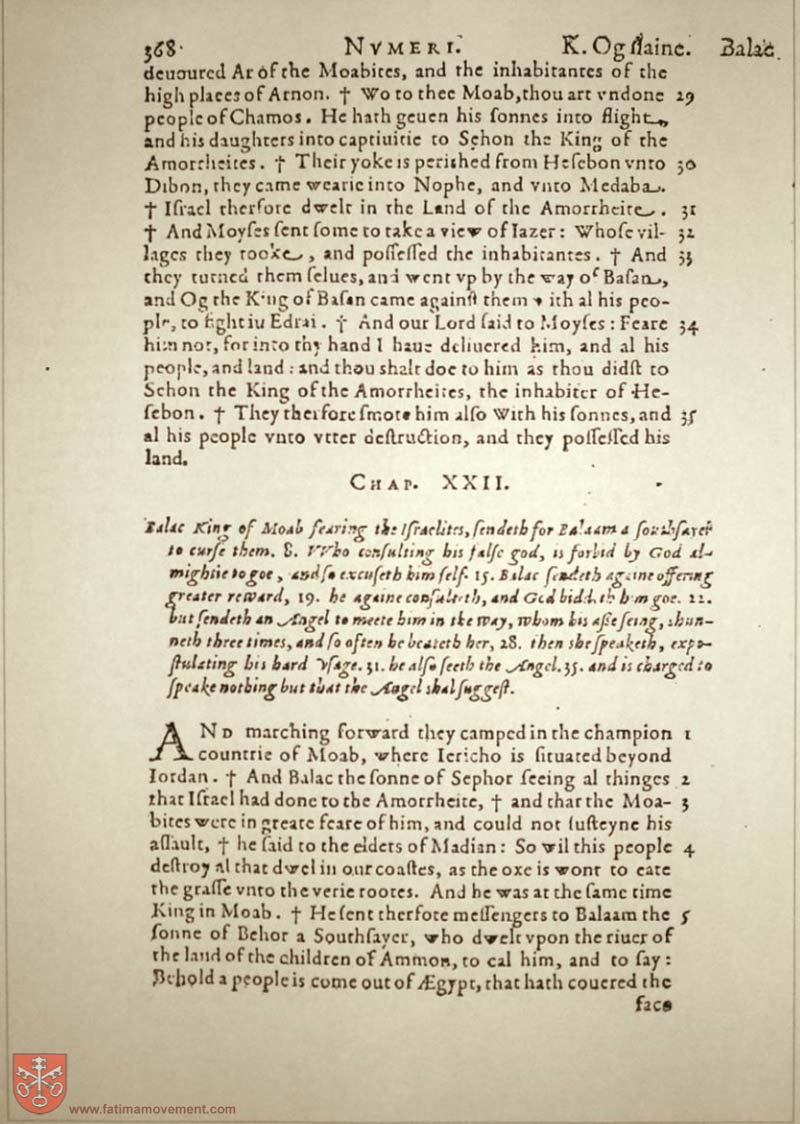 368. NVMERI. K. Og ſlaine. Balac.
deuoured Ar of the Moabites, and the inhabitantes of the
high places of Arnon. † Wo to thee Moab, thou art vndone 29
people of Chamos. He hath geuen his ſonnes into flight,
and his daughters into captiuitie to Sehon the King of the
Amorrheites. † Their yoke is periſhed from Heſebon vnto 30
Dibon, they came wearie into Nophe, and vnto Medaba.
† Iſrael therfore dwelt in the Land of the Amorrheite. 31
† And Moyſes ſent ſome to take a view of Iazer: Whoſe vil- 32
lages they tooke, and poſſeſſed the inhabitantes. † And 33
they turned them ſelues, and went vp by the way of Baſan,
and Og the King of Baſan came againſt them with al his peo-
ple, to fight iu Edrai. † And our Lord ſaid to Moyſes: Feare 34
him not, for into thy hand I haue deliuered him, and al his
people, and land: and thou ſhalt doe to him as thou didſt to
Sehon the King of the Amorrheites, the inhabiter of He-
ſebon. † They therfore ſmote him alſo With his ſonnes, and 35
al his people vnto vtter deſtruction, and they poſſeſſed his
land.
CHAP. XXII.
Balac King of Moab fearing the Iſraelites, ſendeth for Balaam a ſouthſayer
to curſe them. 8. VVho conſulting his falſe god, is forbid by God al-
mightie to goe, and ſo excuſeth him ſelf. 15. Balac ſendeth againe offering
greater reward, 19. he againe conſulteth, and God biddeth him goe. 22.
but ſendeth an Angel to meete him in the way, whom his aſſe ſeing, ſhun-
neth three times, and ſo often he beateth her, 28. then ſhe ſpeaketh, expo-
ſtulating his hard vſage. 31. he alſo ſeeth the Angel. 35. and is charged to
ſpeake nothing but that the Angel ſhal ſuggeſt.
AND marching forward they camped in the champion 1
countrie of Moab, where Iericho is ſituated beyond
Iordan. † And Balac the ſonne of Sephor ſeeing al thinges 2
that Iſrael had done to the Amorrheite, † and that the Moa- 3
bites were in greate feare of him, and could not ſuſteyne his
aſſault, † he ſaid to the elders of Madian: So wil this people 4
deſtroy al that dwel in our coaſtes, as the oxe is wont to eate
the graſſe vnto the verie rootes. And he was at the ſame time
King in Moab. † He ſent therfore meſſengers to Balaam the 5
ſonne of Behor a Southſayer, who dwelt vpon the riuer of
the land of the children of Ammon, to cal him, and to ſay:
Behold a people is come out of Ægypt, that hath couered the
face
www.fatimamovement.com